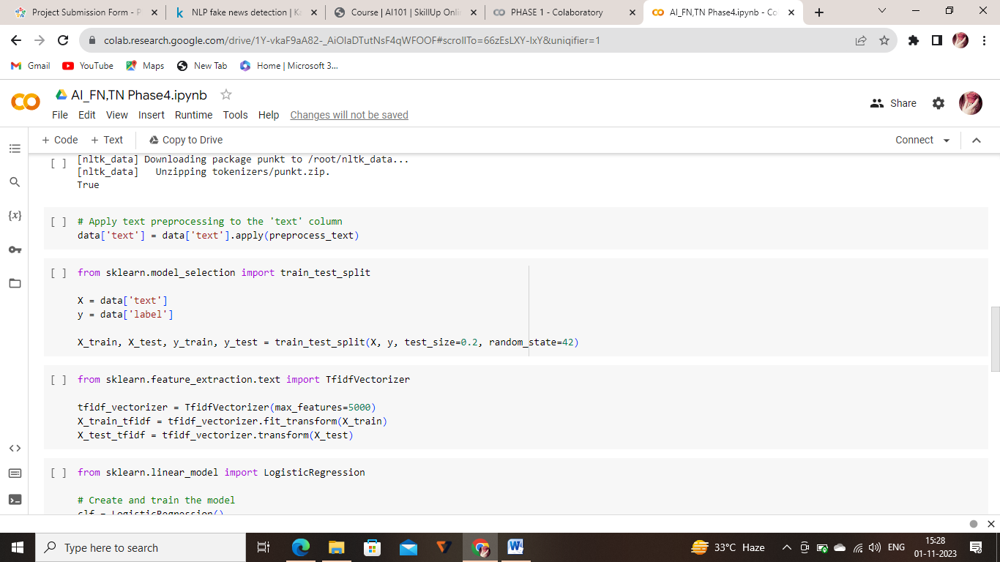 Project Submission Form - P
NLP fake news detection | Ka
Course | AI101 | SkillUp Onli
PHASE 1 - Colaboratory
AI_FN,TN Phase4.ipynb - Co
colab.research.google.com/drive/1Y-vkaF9aA82-_AiOIaDTutNsF4qWFOOF#scrollTo=66zEsLXY-IxY&uniqifier=1
Gmail
YouTube
Maps
New Tab
Home | Microsoft 3...
CO
AI_FN,TN Phase4.ipynb
File Edit View Insert Runtime Tools Help Changes will not be saved
Share
+ Code + Text Copy to Drive
Connect
[ ]
[nltk_data] Downloading package punkt to /root/nltk_data...
[nltk_data]   Unzipping tokenizers/punkt.zip.
True
{x}
[ ] # Apply text preprocessing to the 'text' column
data['text'] = data['text'].apply(preprocess_text)
[ ] from sklearn.model_selection import train_test_split
X = data['text']
y = data['label']
X_train, X_test, y_train, y_test = train_test_split(X, y, test_size=0.2, random_state=42)
[ ] from sklearn.feature_extraction.text import TfidfVectorizer
tfidf_vectorizer = TfidfVectorizer(max_features=5000)
X_train_tfidf = tfidf_vectorizer.fit_transform(X_train)
X_test_tfidf = tfidf_vectorizer.transform(X_test)
[ ] from sklearn.linear_model import LogisticRegression
# Create and train the model
clf = LogisticRegression()
Type here to search
33°C Haze
ENG
15:28
01-11-2023